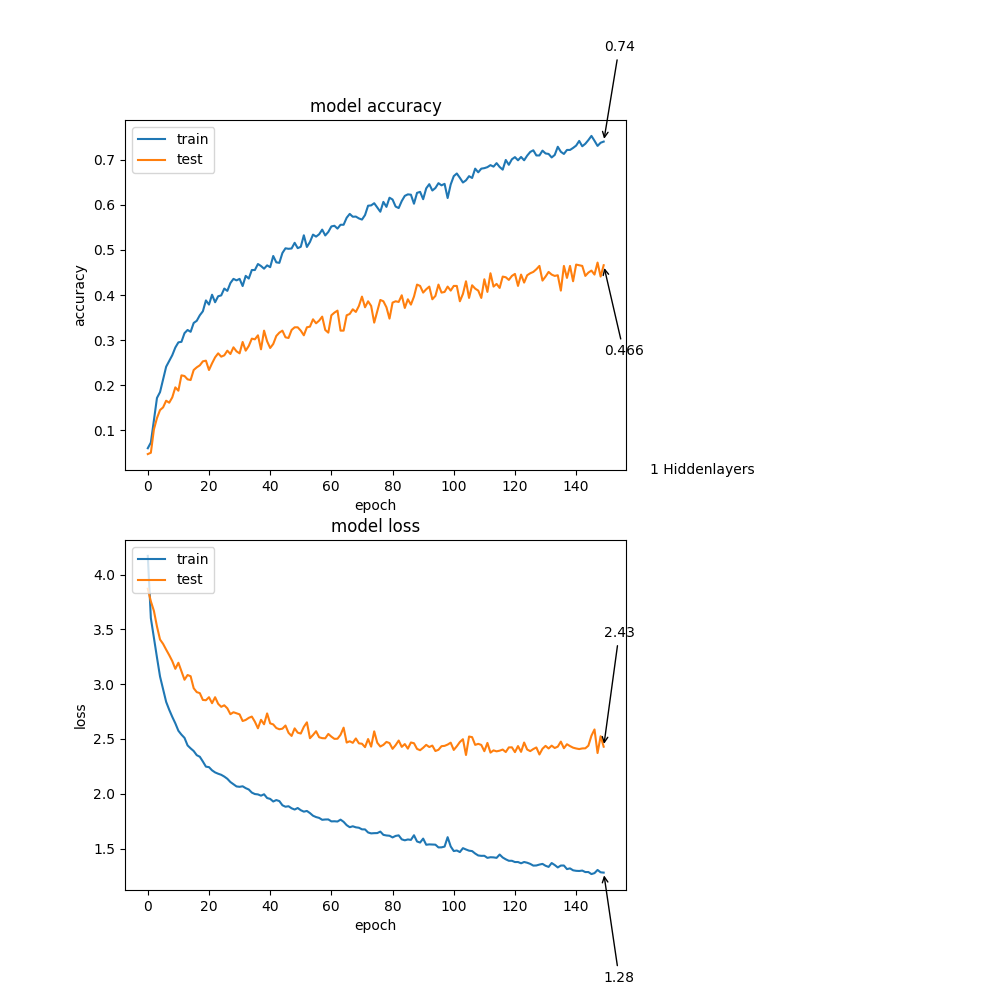 0.74
model accuracy
train
test
0.7
0.6
0.5
0.4
0.3
0.2
0.1
accuracy
0.466
0 20 40 60 80 100 120 140
epoch
1 Hiddenlayers
model loss
train
test
4.0
3.5
3.0
2.5
2.0
1.5
loss
2.43
0 20 40 60 80 100 120 140
epoch
1.28